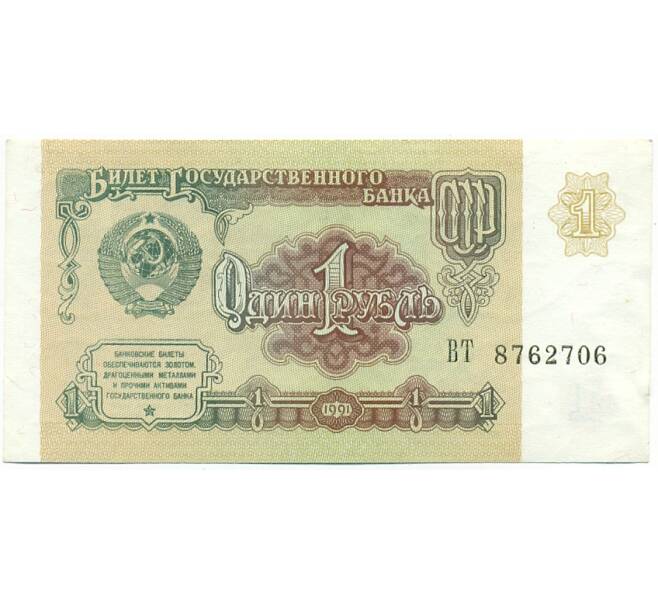 Билет Государственного
Банка СССР
1
Один Рубль
1
ВТ 8762706
БАНКОВСКИЕ БИЛЕТЫ
ОБЕСПЕЧИВАЮТСЯ ЗОЛОТОМ,
ДРАГОЦЕННЫМИ МЕТАЛЛАМИ
И ПРОЧИМИ АКТИВАМИ
ГОСУДАРСТВЕННОГО БАНКА
1 1 1991 1 1